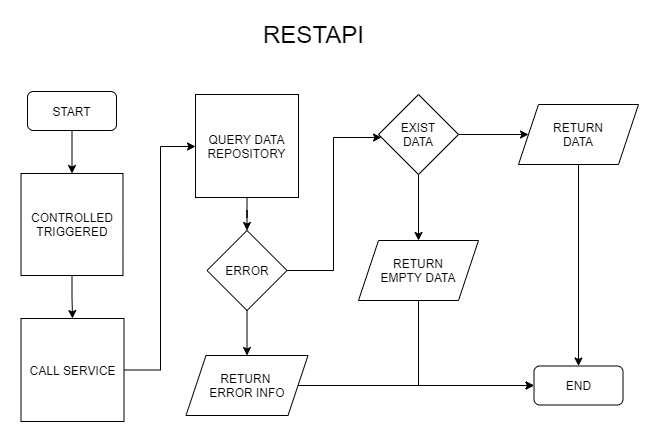 RESTAPI
START
CONTROLLED
TRIGGERED
CALL SERVICE
QUERY DATA
REPOSITORY
ERROR
RETURN
ERROR INFO
EXIST
DATA
RETURN
EMPTY DATA
RETURN
DATA
END